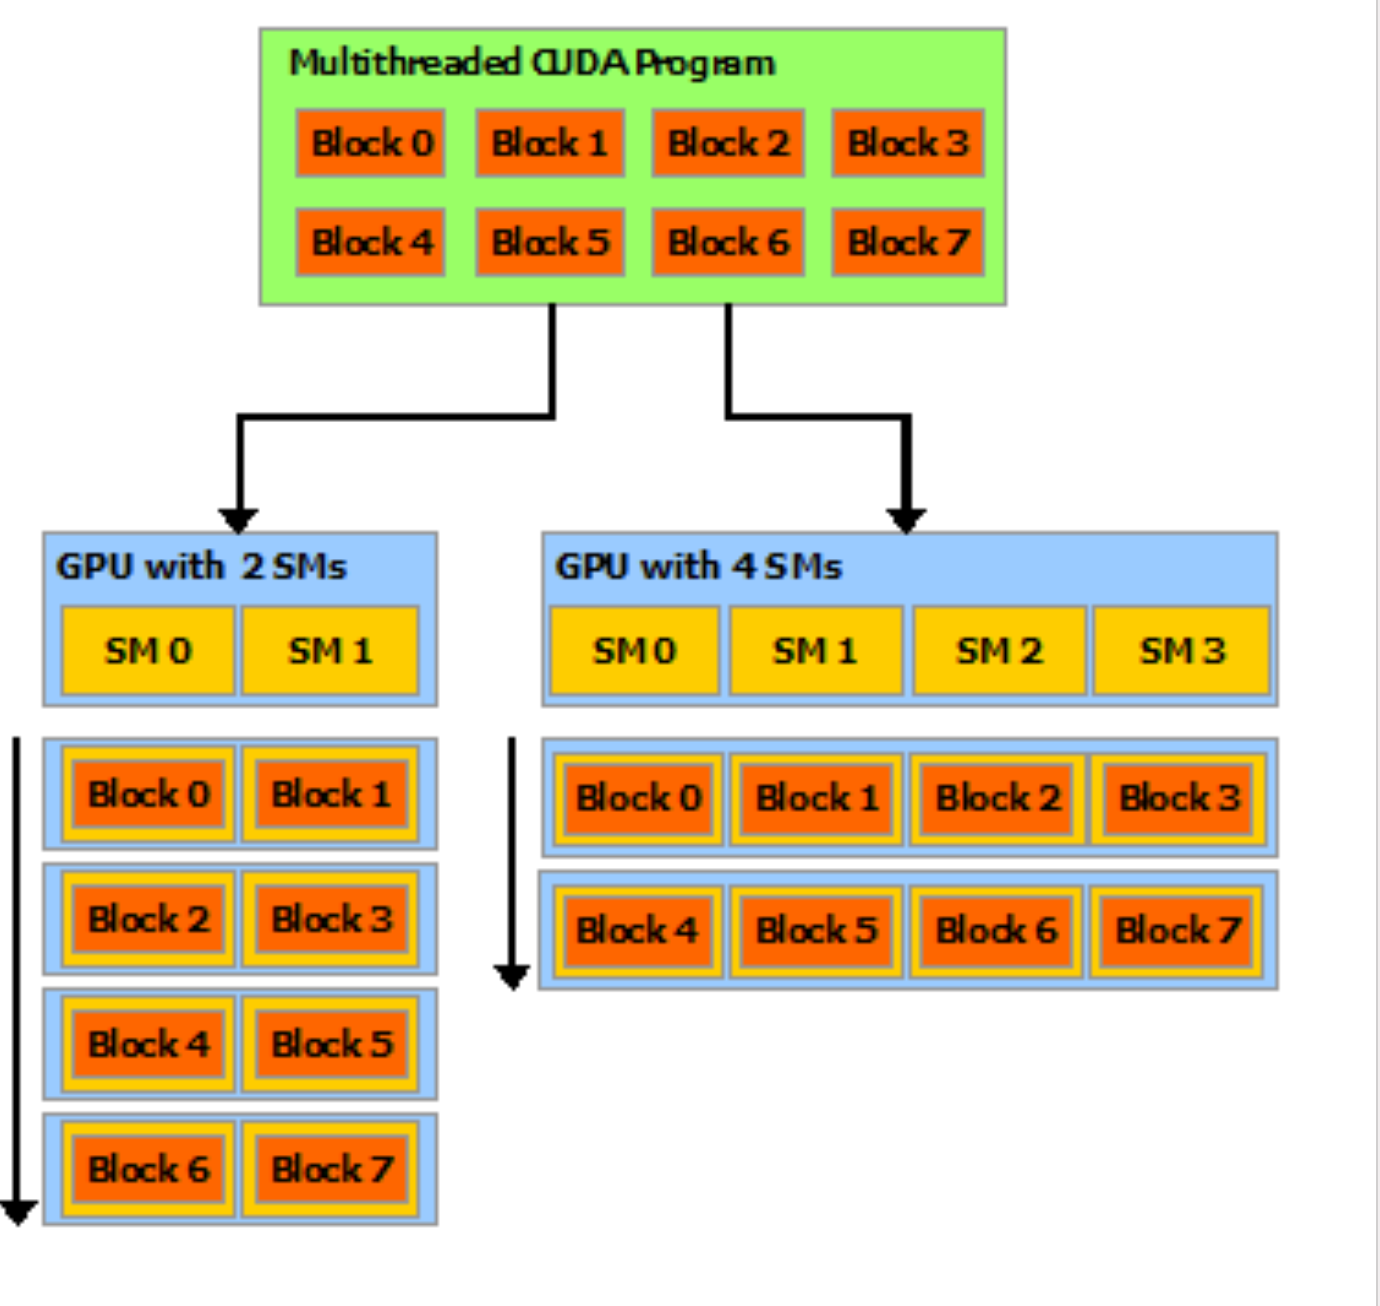 Multithreaded CUDA Program
Block 0 Block 1 Block 2 Block 3
Block 4 Block 5 Block 6 Block 7
GPU with 2 SMs
SM 0 SM 1
Block 0 Block 1
Block 2 Block 3
Block 4 Block 5
Block 6 Block 7
GPU with 4 SMs
SM 0 SM 1 SM 2 SM 3
Block 0 Block 1 Block 2 Block 3
Block 4 Block 5 Block 6 Block 7